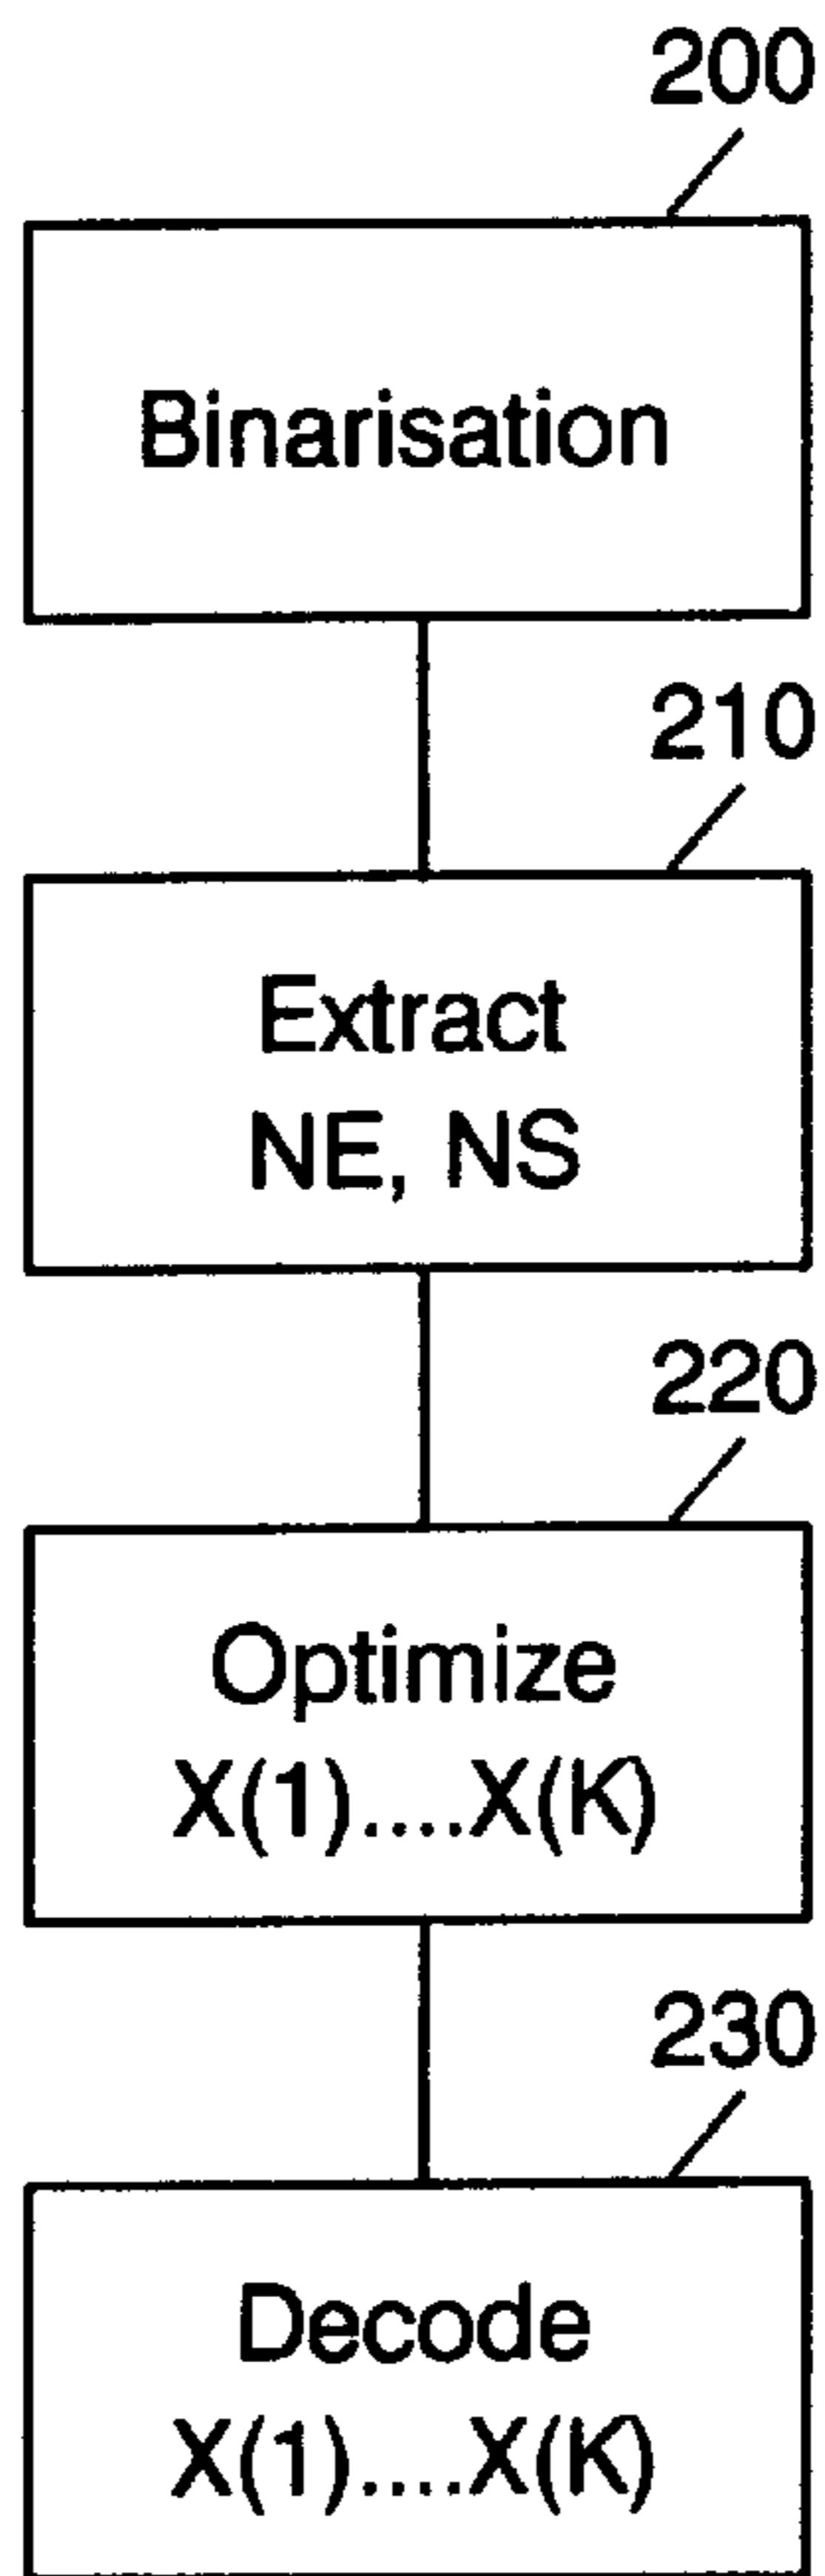 200
Binarisation
210
Extract
NE, NS
220
Optimize
X(1)....X(K)
230
Decode
X(1)....X(K)